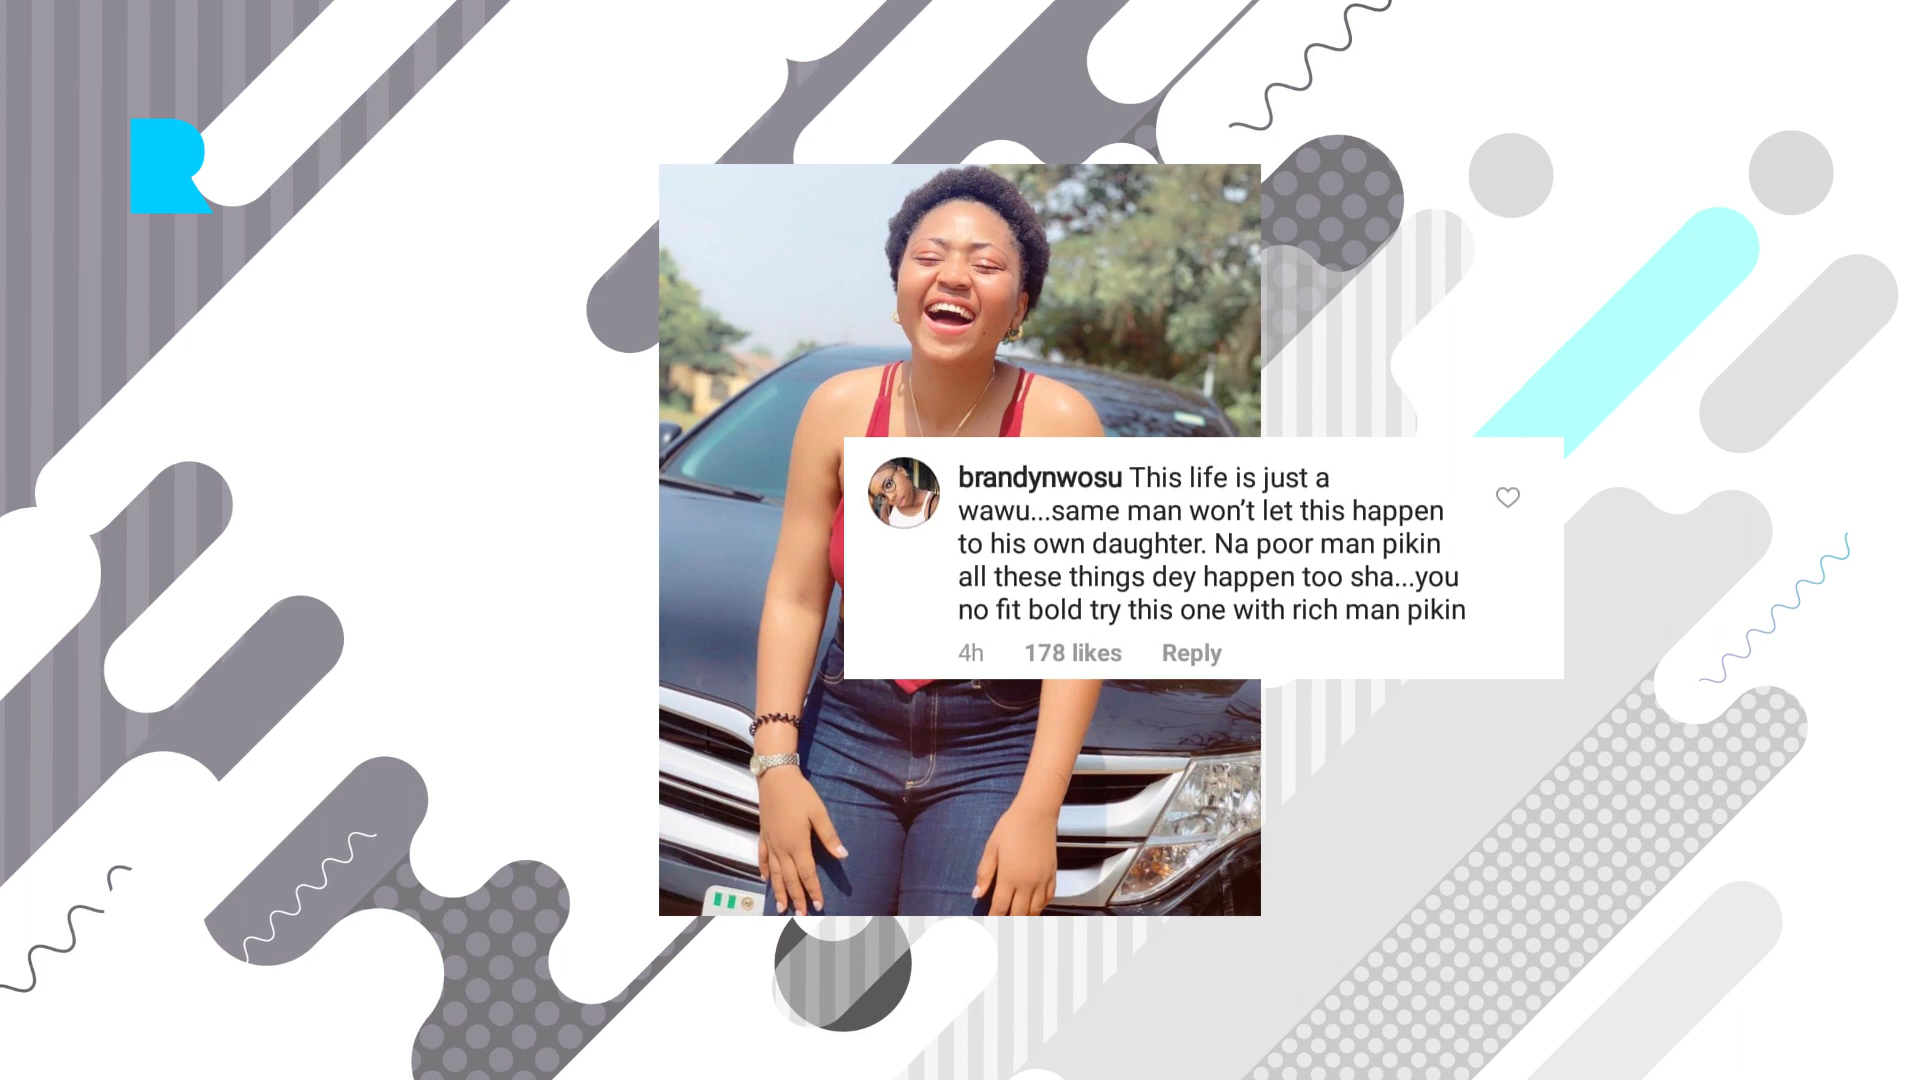 R
brandynwosu This life is just a
wawu...same man won’t let this happen
to his own daughter. Na poor man pikin
all these things dey happen too sha...you
no fit bold try this one with rich man pikin
4h 178 likes Reply